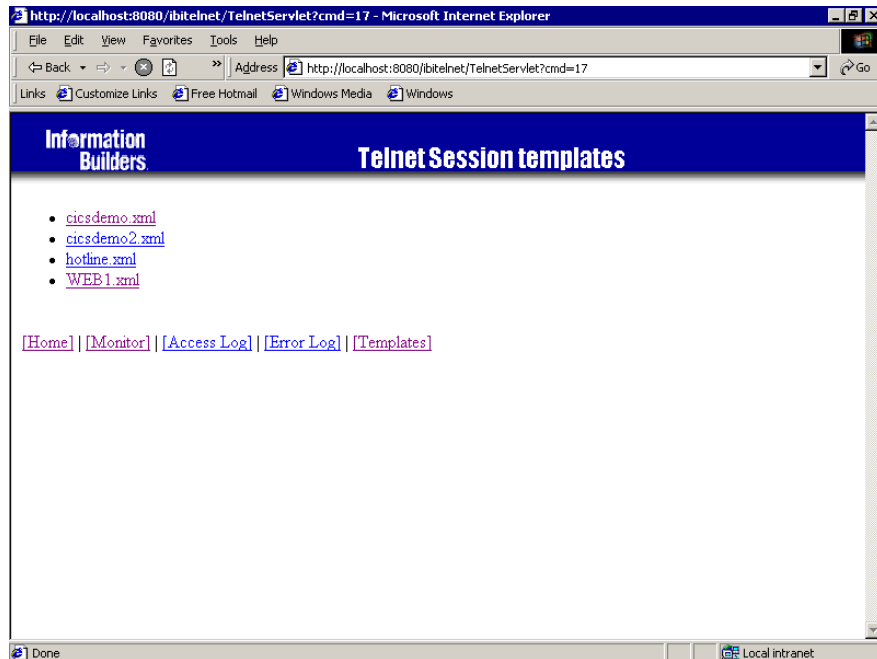 http://localhost:8080/ibitelnet/TelnetServlet?cmd=17 - Microsoft Internet Explorer
File Edit View Favorites Tools Help
Back » Address http://localhost:8080/ibitelnet/TelnetServlet?cmd=17 Go
Links Customize Links Free Hotmail Windows Media Windows
Information
Builders
Telnet Session templates
cicsdemo.xml
cicsdemo2.xml
hotline.xml
WEB1.xml
[Home] | [Monitor] | [Access Log] | [Error Log] | [Templates]
Done Local intranet